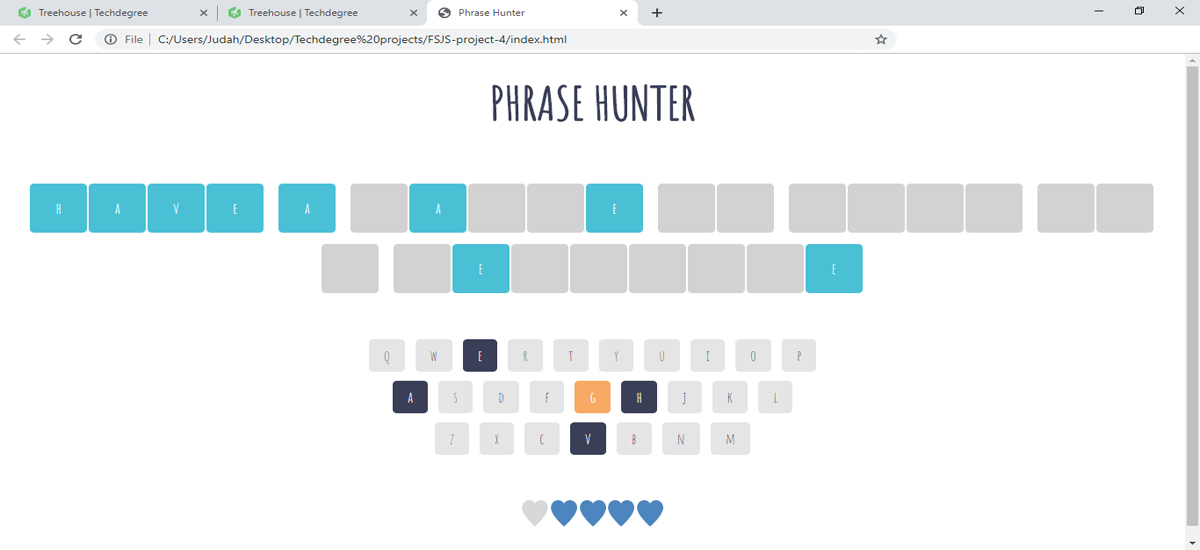 Treehouse | Techdegree Treehouse | Techdegree Phrase Hunter
File C:/Users/Judah/Desktop/Techdegree%20projects/FSJS-project-4/index.html
PHRASE HUNTER
H A V E A A E
E E
Q W E R T Y U I O P
A S D F G H J K L
Z X C V B N M